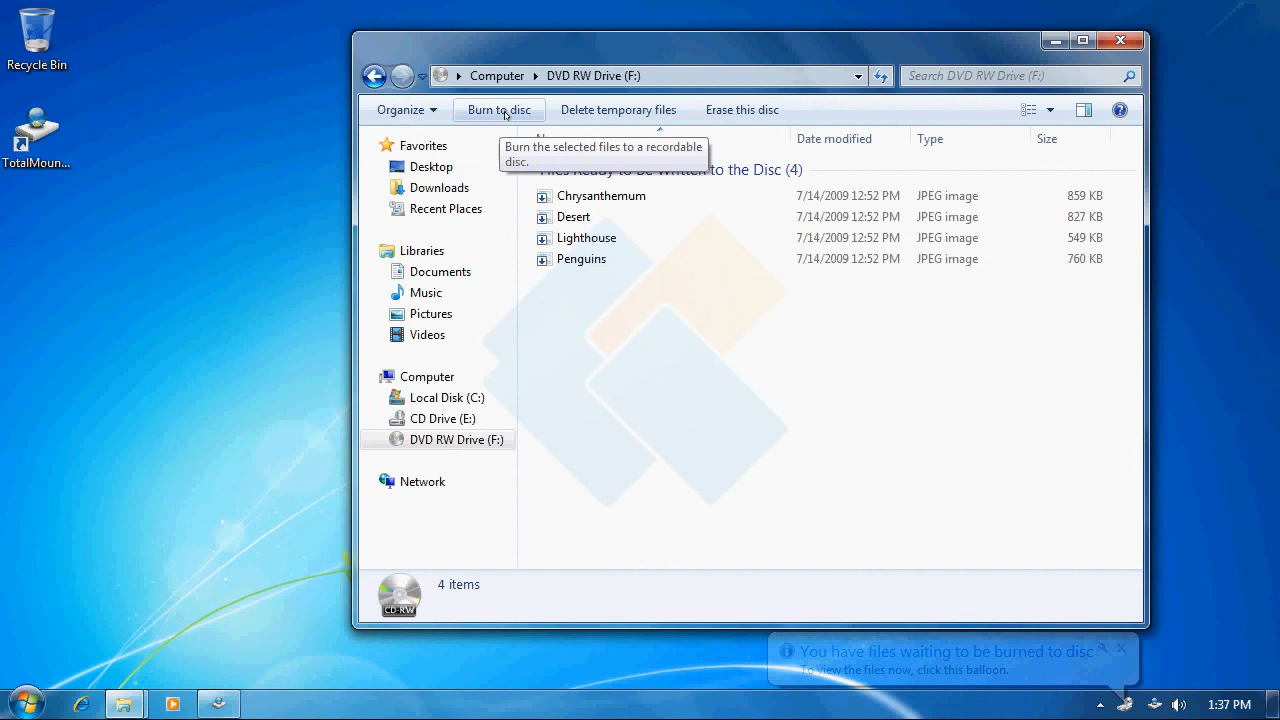 Recycle Bin
TotalMoun...
Computer
DVD RW Drive (F:)
Search DVD RW Drive (F:)
Organize
Burn to disc
Delete temporary files
Erase this disc
Date modified
Type
Size
Burn the selected files to a recordable
disc.
Files Ready to Be Written to the Disc (4)
Chrysanthemum 7/14/2009 12:52 PM JPEG image 859 KB
Desert 7/14/2009 12:52 PM JPEG image 827 KB
Lighthouse 7/14/2009 12:52 PM JPEG image 549 KB
Penguins 7/14/2009 12:52 PM JPEG image 760 KB
Favorites
Desktop
Downloads
Recent Places
Libraries
Documents
Music
Pictures
Videos
Computer
Local Disk (C:)
CD Drive (E:)
DVD RW Drive (F:)
Network
CD-RW
4 items
You have files waiting to be burned to disc
To view the files now, click this balloon.
1:37 PM